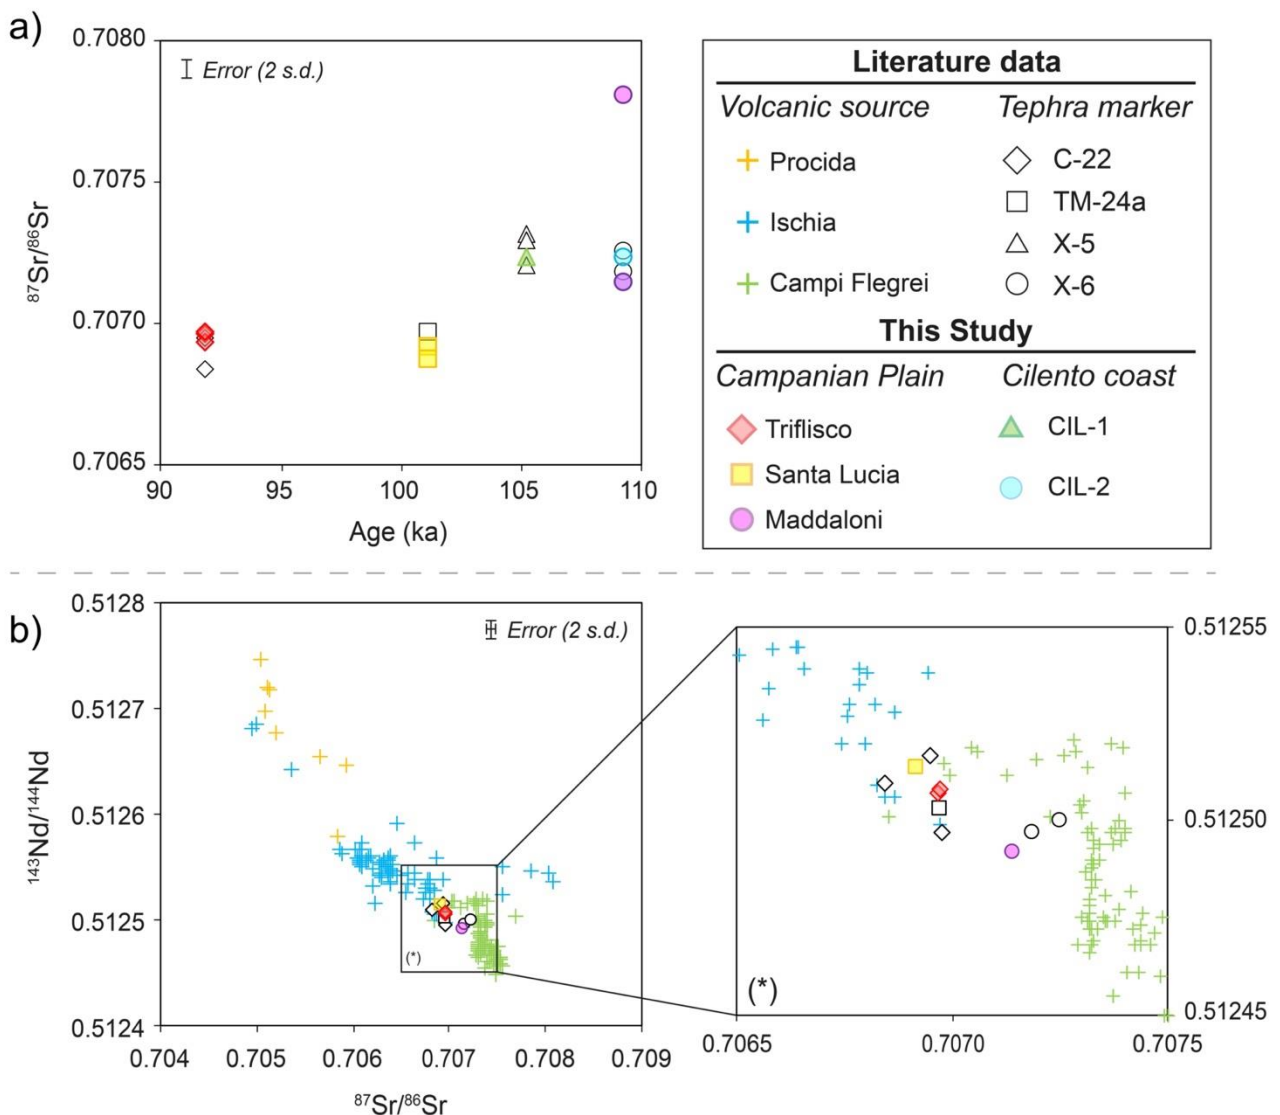 a)
0.7080
0.7075
0.7070
0.7065
87Sr/86Sr
Error (2 s.d.)
90
95
100
105
110
Age (ka)
Literature data
Volcanic source
Tephra marker
Procida
C-22
TM-24a
Ischia
X-5
Campi Flegrei
X-6
This Study
Campanian Plain
Cilento coast
Triflisco
CIL-1
Santa Lucia
CIL-2
Maddaloni
b)
0.5128
0.5127
0.5126
0.5125
0.5124
143Nd/144Nd
Error (2 s.d.)
(*)
0.704
0.705
0.706
0.707
0.708
0.709
87Sr/86Sr
0.51255
0.51250
0.51245
(*)
0.7065
0.7070
0.7075